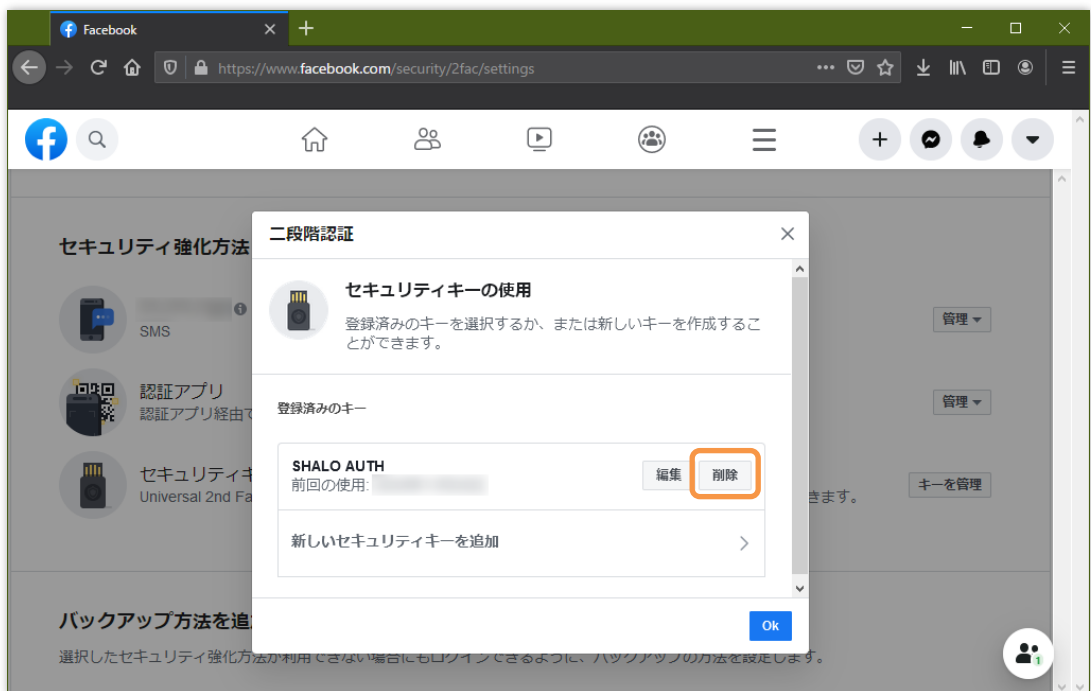 Facebook
https://www.facebook.com/security/2fac/settings
セキュリティ強化方法
SMS
管理
認証アプリ
認証アプリ経由で
管理
セキュリティキ
Universal 2nd Fa
きます。
キーを管理
二段階認証
セキュリティキーの使用
登録済みのキーを選択するか、または新しいキーを作成するこ
とができます。
登録済みのキー
SHALO AUTH
前回の使用:
編集
削除
新しいセキュリティキーを追加
Ok
バックアップ方法を追
選択したセキュリティ強化方法が利用できない場合にもログインできるように、バックアップの方法を設定します。
1